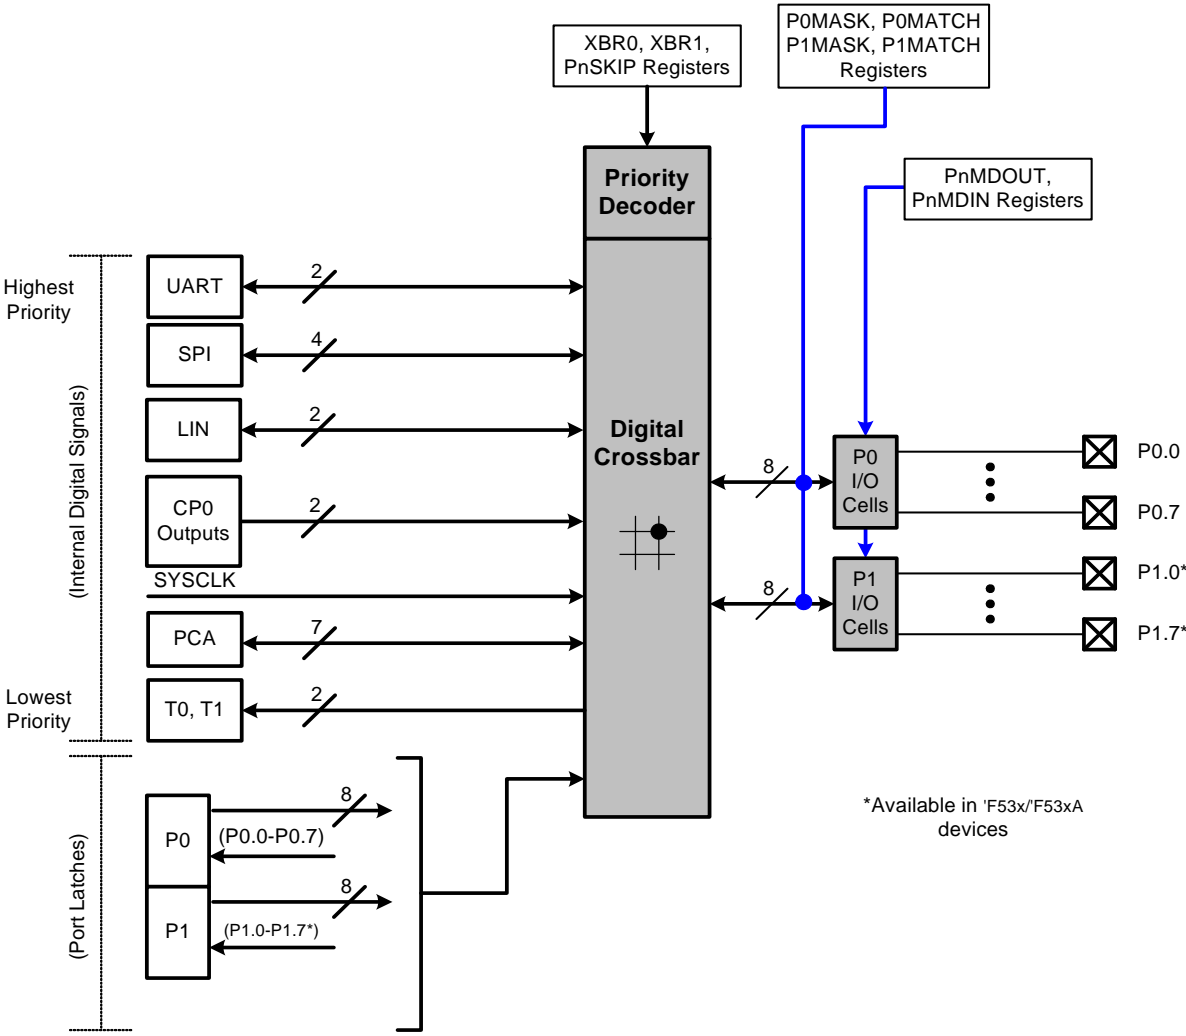 XBR0, XBR1,
PnSKIP Registers
P0MASK, P0MATCH
P1MASK, P1MATCH
Registers
PnMDOUT,
PnMDIN Registers
Priority
Decoder
Highest
Priority
(Internal Digital Signals)
UART
2
SPI
4
LIN
2
CP0
Outputs
2
SYSCLK
PCA
7
Lowest
Priority
T0, T1
2
Digital
Crossbar
8
P0
I/O
Cells
P0.0
P0.7
8
P1
I/O
Cells
P1.0*
P1.7*
(Port Latches)
P0
8
(P0.0-P0.7)
P1
8
(P1.0-P1.7*)
*Available in 'F53x/'F53xA
devices